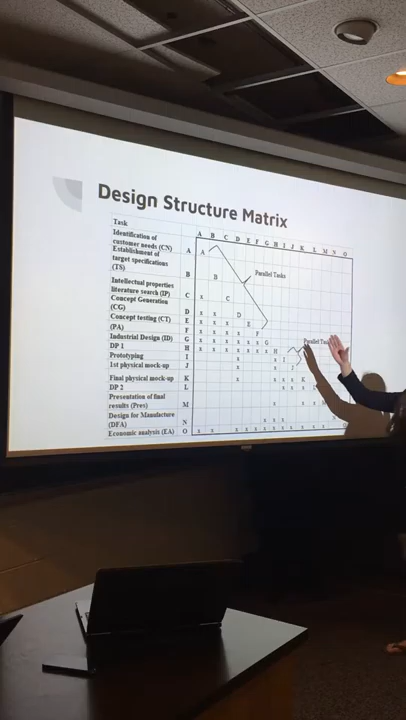 Design Structure Matrix
Task A B C D E F G H I J K L M N O
Identification of
customer needs (CN) A A
Establishment of
target specifications
(TS) B B
Intellectual properties
literature search (IP) C x C
Concept Generation
(CG) D x x D
Concept testing (CT) E x x x x E
(PA) F x x x x F
Industrial Design (ID) G x x x x x x G
DP 1 H x x x x x x x H
Prototyping I x x I
1st physical mock-up J x x J
Final physical mock-up K x x x x K
DP 2 L x x x
Presentation of final
results (Pres) M x x x
Design for Manufacture
(DFA) N x x x
Economic analysis (EA) O x x x x x x x x x x x
Parallel Tasks
Parallel